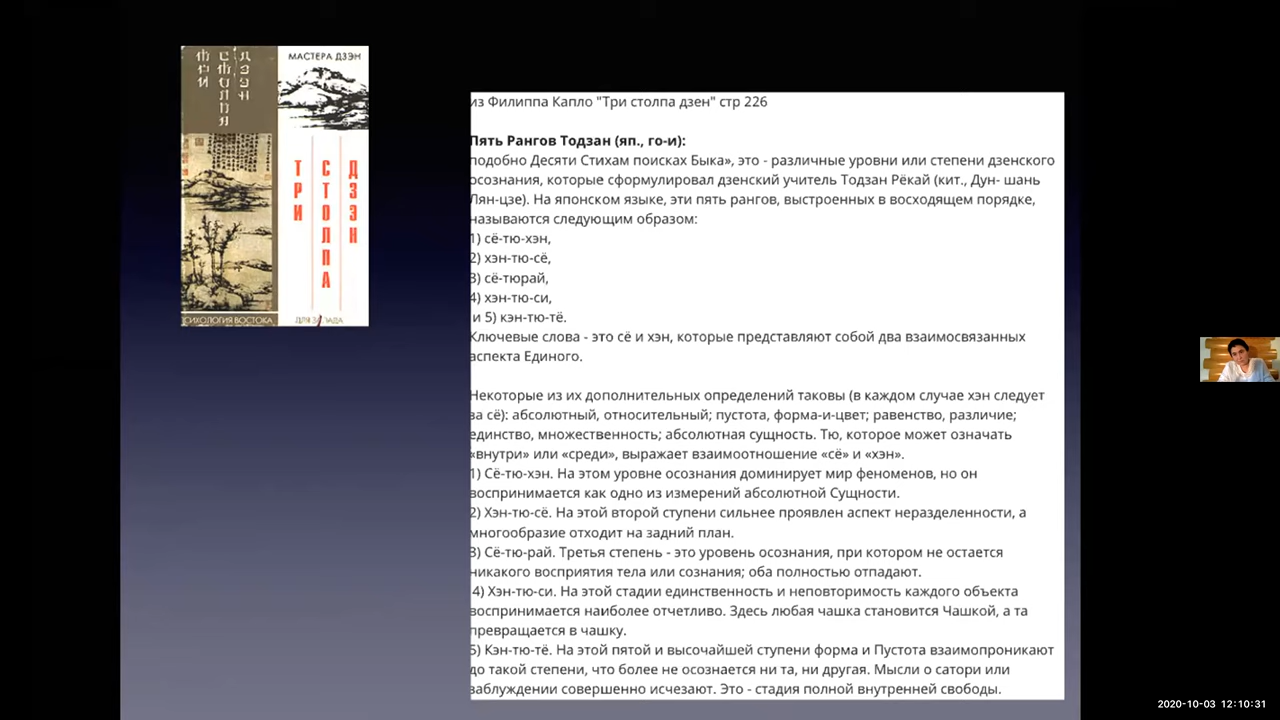 ТРИ
СТОЛПА
ДЗЭН
МАСТЕРА ДЗЭН
ТРИ
СТОЛПА
ДЗЭН
ПСИХОЛОГИЯ ВОСТОКА
ДЛЯ ЗАПАДА
из Филиппа Капло "Три столпа дзен" стр 226
Пять Рангов Тодзан (яп., го-и):
подобно Десяти Стихам поисках Быка», это - различные уровни или степени дзенского
осознания, которые сформулировал дзенский учитель Тодзан Рёкай (кит., Дун- шань
Лян-цзе). На японском языке, эти пять рангов, выстроенных в восходящем порядке,
называются следующим образом:
1) сё-тю-хэн,
2) хэн-тю-сё,
3) сё-тюрай,
4) хэн-тю-си,
и 5) кэн-тю-тё.
Ключевые слова - это сё и хэн, которые представляют собой два взаимосвязанных
аспекта Единого.
Некоторые из их дополнительных определений таковы (в каждом случае хэн следует
за сё): абсолютный, относительный; пустота, форма-и-цвет; равенство, различие;
единство, множественность; абсолютная сущность. Тю, которое может означать
«внутри» или «среди», выражает взаимоотношение «сё» и «хэн».
1) Сё-тю-хэн. На этом уровне осознания доминирует мир феноменов, но он
воспринимается как одно из измерений абсолютной Сущности.
2) Хэн-тю-сё. На этой второй ступени сильнее проявлен аспект неразделенности, а
многообразие отходит на задний план.
3) Сё-тю-рай. Третья степень - это уровень осознания, при котором не остается
никакого восприятия тела или сознания; оба полностью отпадают.
4) Хэн-тю-си. На этой стадии единственность и неповторимость каждого объекта
воспринимается наиболее отчетливо. Здесь любая чашка становится Чашкой, а та
превращается в чашку.
5) Кэн-тю-тё. На этой пятой и высочайшей ступени форма и Пустота взаимопроникают
до такой степени, что более не осознается ни та, ни другая. Мысли о сатори или
заблуждении совершенно исчезают. Это - стадия полной внутренней свободы.
2020-10-03 12:10:31